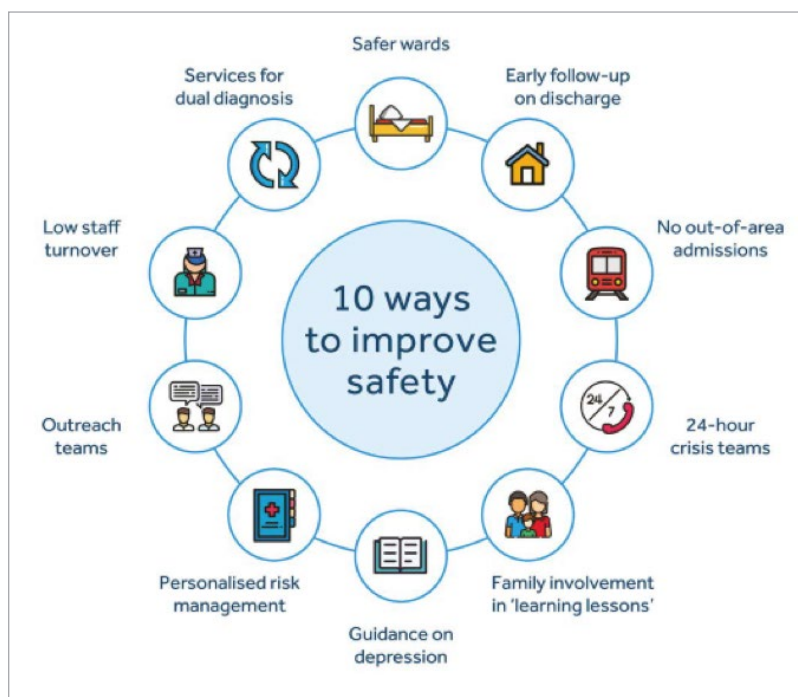 Safer wards
Early follow-up
on discharge
No out-of-area
admissions
24-hour
crisis teams
Family involvement
in ‘learning lessons’
Guidance on
depression
Personalised risk
management
Outreach
teams
Low staff
turnover
Services for
dual diagnosis
10 ways
to improve
safety
24
7